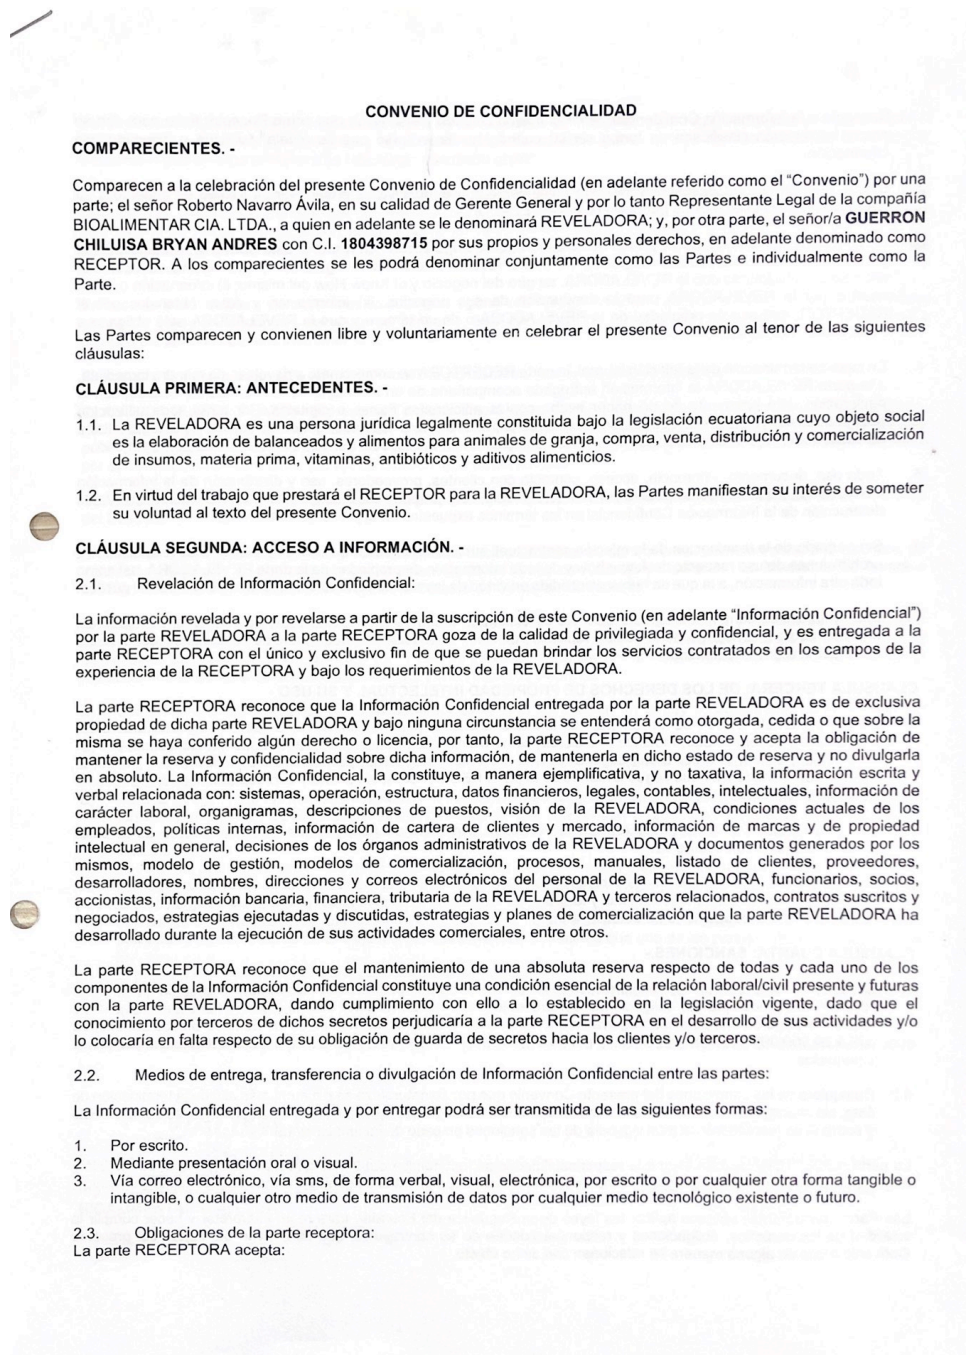 CONVENIO DE CONFIDENCIALIDAD
COMPARECIENTES. -
Comparecen a la celebración del presente Convenio de Confidencialidad (en adelante referido como el “Convenio”) por una
parte; el señor Roberto Navarro Ávila, en su calidad de Gerente General y por lo tanto Representante Legal de la compañía
BIOALIMENTAR CIA. LTDA., a quien en adelante se le denominará REVELADORA; y, por otra parte, el señor/a GUERRON
CHILUISA BRYAN ANDRES con C.I. 1804398715 por sus propios y personales derechos, en adelante denominado como
RECEPTOR. A los comparecientes se les podrá denominar conjuntamente como las Partes e individualmente como la
Parte.
Las Partes comparecen y convienen libre y voluntariamente en celebrar el presente Convenio al tenor de las siguientes
cláusulas:
CLÁUSULA PRIMERA: ANTECEDENTES. -
1.1. La REVELADORA es una persona jurídica legalmente constituida bajo la legislación ecuatoriana cuyo objeto social
es la elaboración de balanceados y alimentos para animales de granja, compra, venta, distribución y comercialización
de insumos, materia prima, vitaminas, antibióticos y aditivos alimenticios.
1.2. En virtud del trabajo que prestará el RECEPTOR para la REVELADORA, las Partes manifiestan su interés de someter
su voluntad al texto del presente Convenio.
CLÁUSULA SEGUNDA: ACCESO A INFORMACIÓN. -
2.1. Revelación de Información Confidencial:
La información revelada y por revelarse a partir de la suscripción de este Convenio (en adelante “Información Confidencial”)
por la parte REVELADORA a la parte RECEPTORA goza de la calidad de privilegiada y confidencial, y es entregada a la
parte RECEPTORA con el único y exclusivo fin de que se puedan brindar los servicios contratados en los campos de la
experiencia de la RECEPTORA y bajo los requerimientos de la REVELADORA.
La parte RECEPTORA reconoce que la Información Confidencial entregada por la parte REVELADORA es de exclusiva
propiedad de dicha parte REVELADORA y bajo ninguna circunstancia se entenderá como otorgada, cedida o que sobre la
misma se haya conferido algún derecho o licencia, por tanto, la parte RECEPTORA reconoce y acepta la obligación de
mantener la reserva y confidencialidad sobre dicha información, de mantenerla en dicho estado de reserva y no divulgarla
en absoluto. La Información Confidencial, la constituye, a manera ejemplificativa, y no taxativa, la información escrita y
verbal relacionada con: sistemas, operación, estructura, datos financieros, legales, contables, intelectuales, información de
carácter laboral, organigramas, descripciones de puestos, visión de la REVELADORA, condiciones actuales de los
empleados, políticas internas, información de cartera de clientes y mercado, información de marcas y de propiedad
intelectual en general, decisiones de los órganos administrativos de la REVELADORA y documentos generados por los
mismos, modelo de gestión, modelos de comercialización, procesos, manuales, listado de clientes, proveedores,
desarrolladores, nombres, direcciones y correos electrónicos del personal de la REVELADORA, funcionarios, socios,
accionistas, información bancaria, financiera, tributaria de la REVELADORA y terceros relacionados, contratos suscritos y
negociados, estrategias ejecutadas y discutidas, estrategias y planes de comercialización que la parte REVELADORA ha
desarrollado durante la ejecución de sus actividades comerciales, entre otros.
La parte RECEPTORA reconoce que el mantenimiento de una absoluta reserva respecto de todas y cada uno de los
componentes de la Información Confidencial constituye una condición esencial de la relación laboral/civil presente y futuras
con la parte REVELADORA, dando cumplimiento con ello a lo establecido en la legislación vigente, dado que el
conocimiento por terceros de dichos secretos perjudicaría a la parte RECEPTORA en el desarrollo de sus actividades y/o
lo colocaría en falta respecto de su obligación de guarda de secretos hacia los clientes y/o terceros.
2.2. Medios de entrega, transferencia o divulgación de Información Confidencial entre las partes:
La Información Confidencial entregada y por entregar podrá ser transmitida de las siguientes formas:
1. Por escrito.
2. Mediante presentación oral o visual.
3. Vía correo electrónico, vía sms, de forma verbal, visual, electrónica, por escrito o por cualquier otra forma tangible o
intangible, o cualquier otro medio de transmisión de datos por cualquier medio tecnológico existente o futuro.
2.3. Obligaciones de la parte receptora:
La parte RECEPTORA acepta: